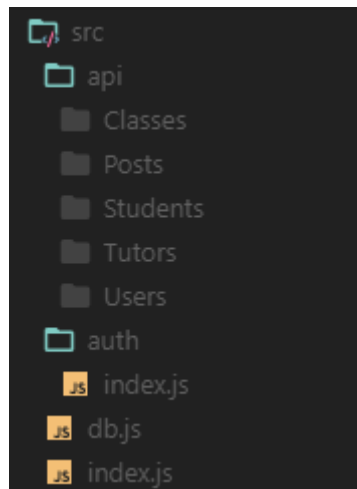 src
api
Classes
Posts
Students
Tutors
Users
auth
JS index.js
JS db.js
JS index.js